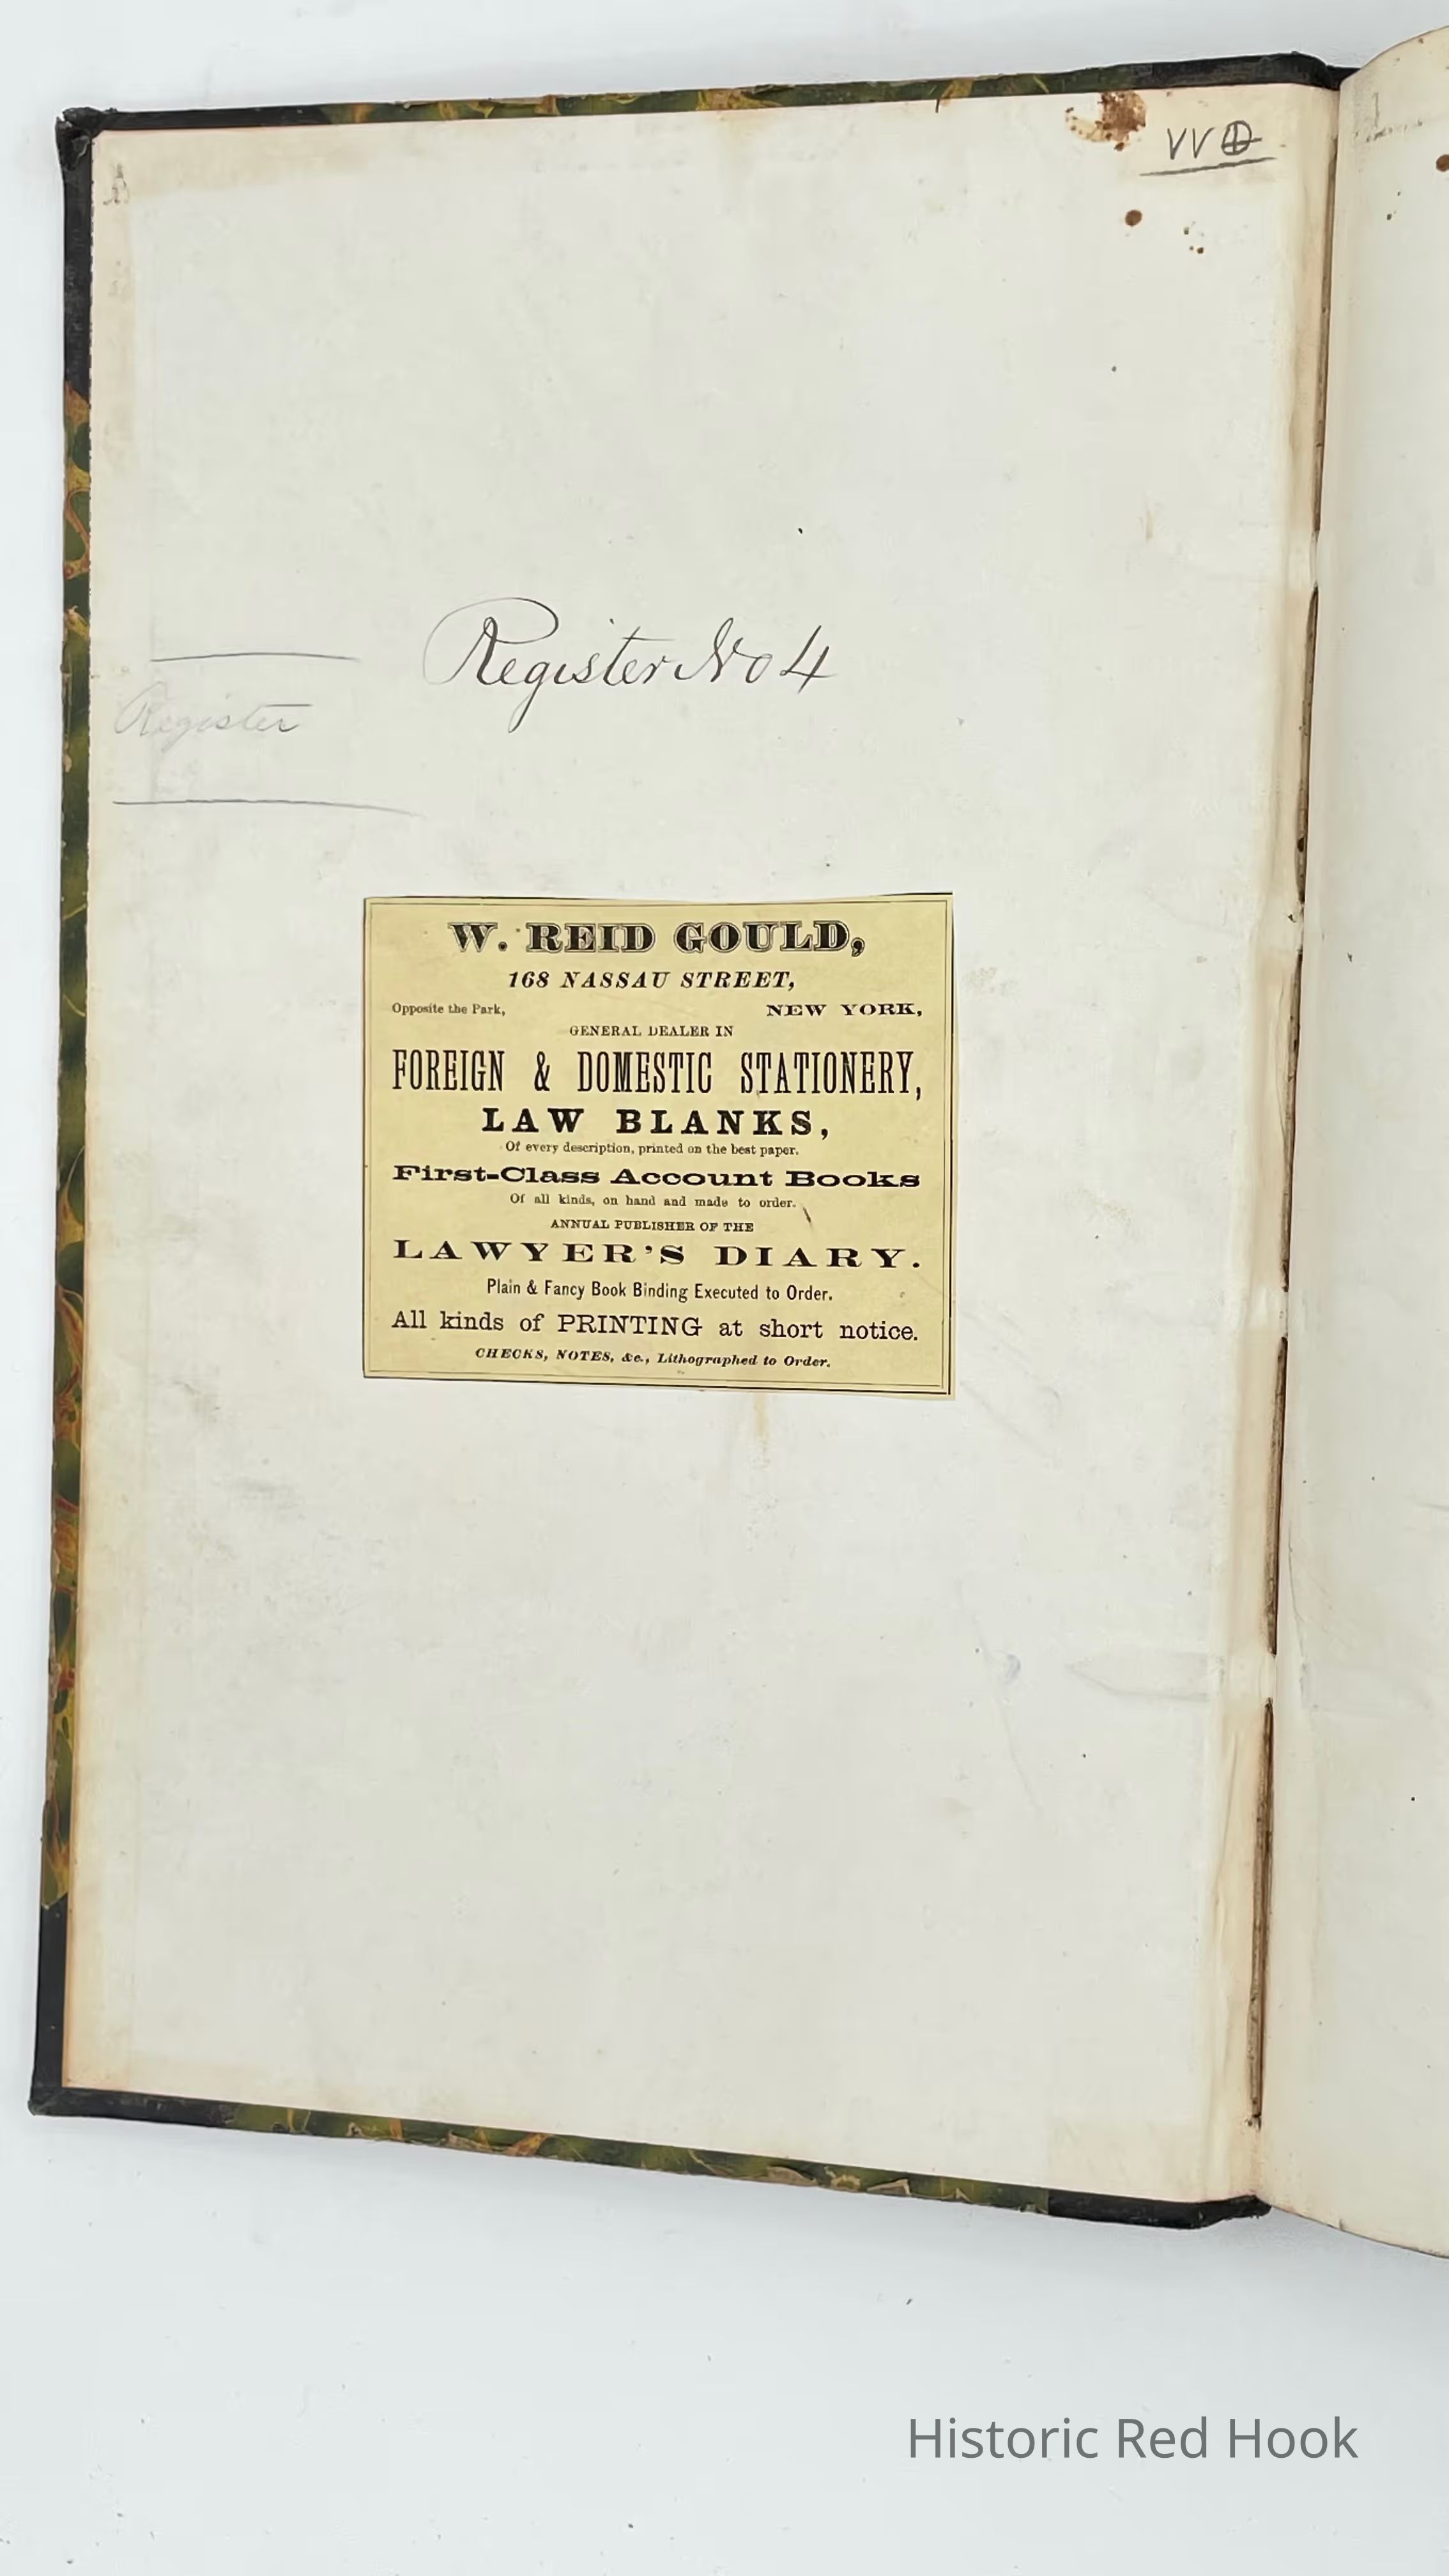 Register No 4
Register
W. REID GOULD,
168 NASSAU STREET,
Opposite the Park, NEW YORK,
GENERAL DEALER IN
FOREIGN & DOMESTIC STATIONERY,
LAW BLANKS,
Of every description, printed on the best paper.
First-Class Account Books
Of all kinds, on hand and made to order.
ANNUAL PUBLISHER OF THE
LAWYER'S DIARY.
Plain & Fancy Book Binding Executed to Order.
All kinds of PRINTING at short notice.
CHECKS, NOTES, &c., Lithographed to Order.
Historic Red Hook